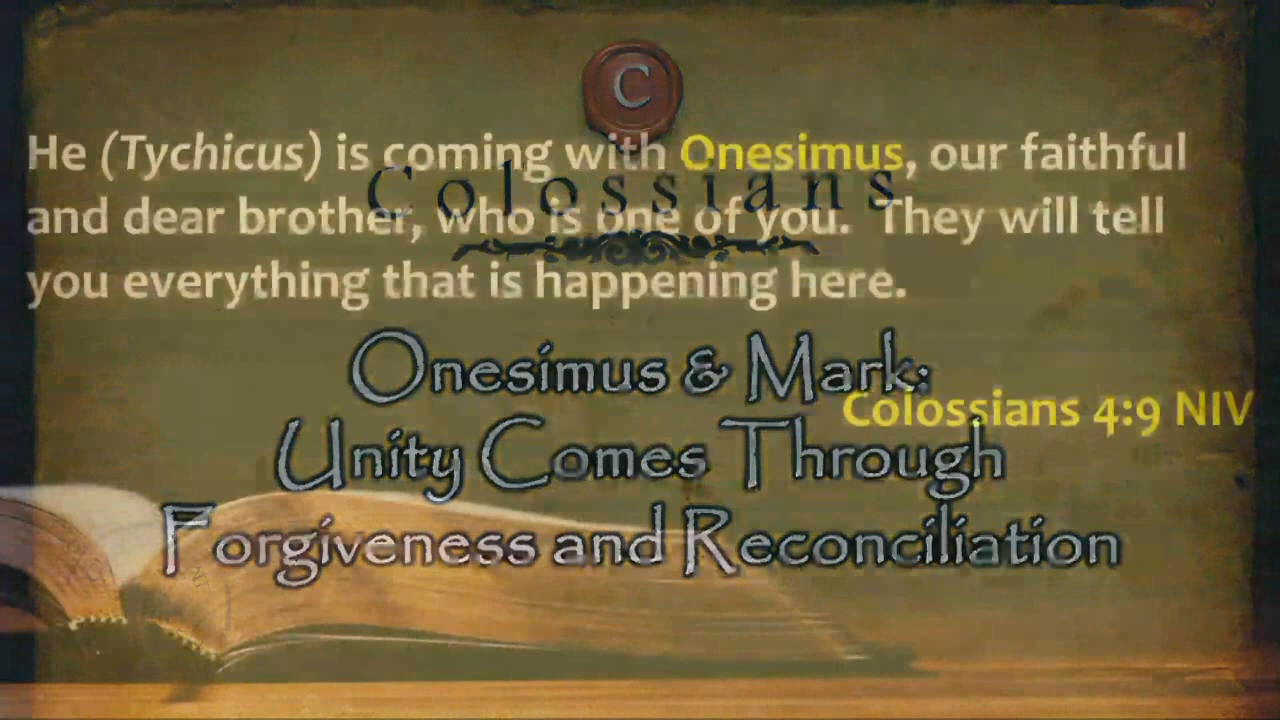 C
He (Tychicus) is coming with Onesimus, our faithful
Colossians
and dear brother, who is one of you. They will tell
you everything that is happening here.
Onesimus & Mark:
Colossians 4:9 NIV
Unity Comes Through
Forgiveness and Reconciliation